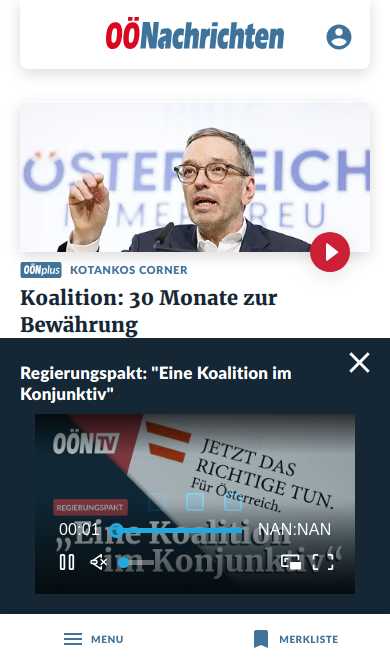 OÖNachrichten
ÖSTERREICH
IMMER TREU
OÖNplus KOTANKOS CORNER
Koalition: 30 Monate zur
Bewährung
Regierungspakt: "Eine Koalition im
Konjunktiv"
OÖN TV
JETZT DAS
RICHTIGE TUN.
Für Österreich.
REGIERUNGSPAKT
„Eine Koalition
im Konjunktiv“
00:01 NAN:NAN
MENU MERKLISTE